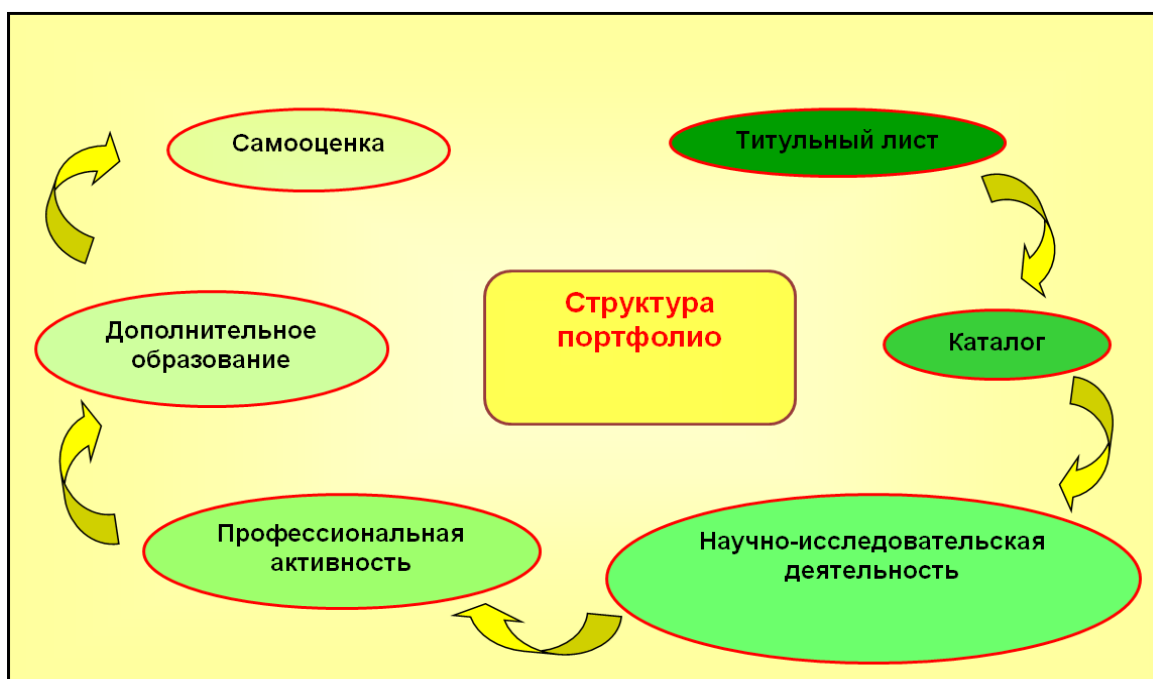 Самооценка
Титульный лист
Структура
портфолио
Дополнительное
образование
Каталог
Профессиональная
активность
Научно-исследовательская
деятельность